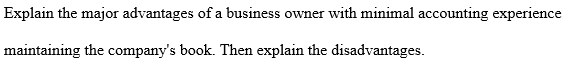 Explain the major advantages of a business owner with minimal accounting experience
maintaining the company's book. Then explain the disadvantages.